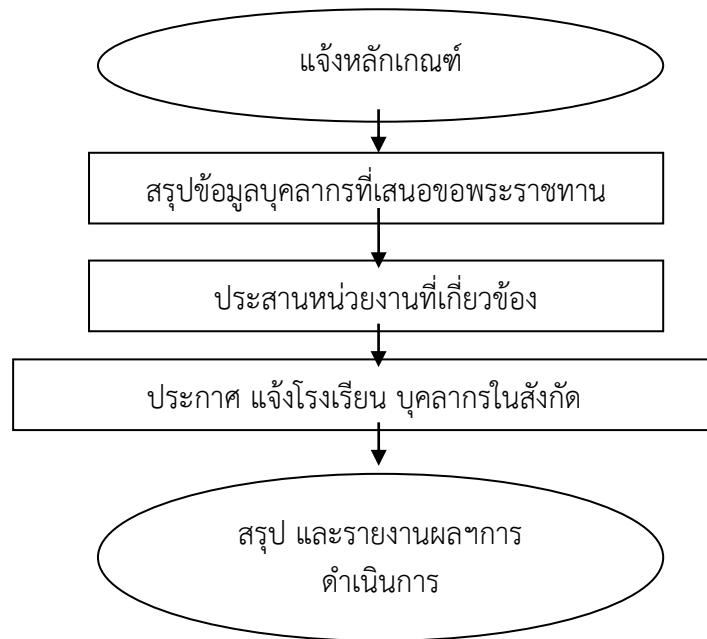 แจ้งหลักเกณฑ์
สรุปข้อมูลบุคลากรที่เสนอขอพระราชทาน
ประสานหน่วยงานที่เกี่ยวข้อง
ประกาศ แจ้งโรงเรียน บุคลากรในสังกัด
สรุป และรายงานผลฯการ
ดำเนินการ